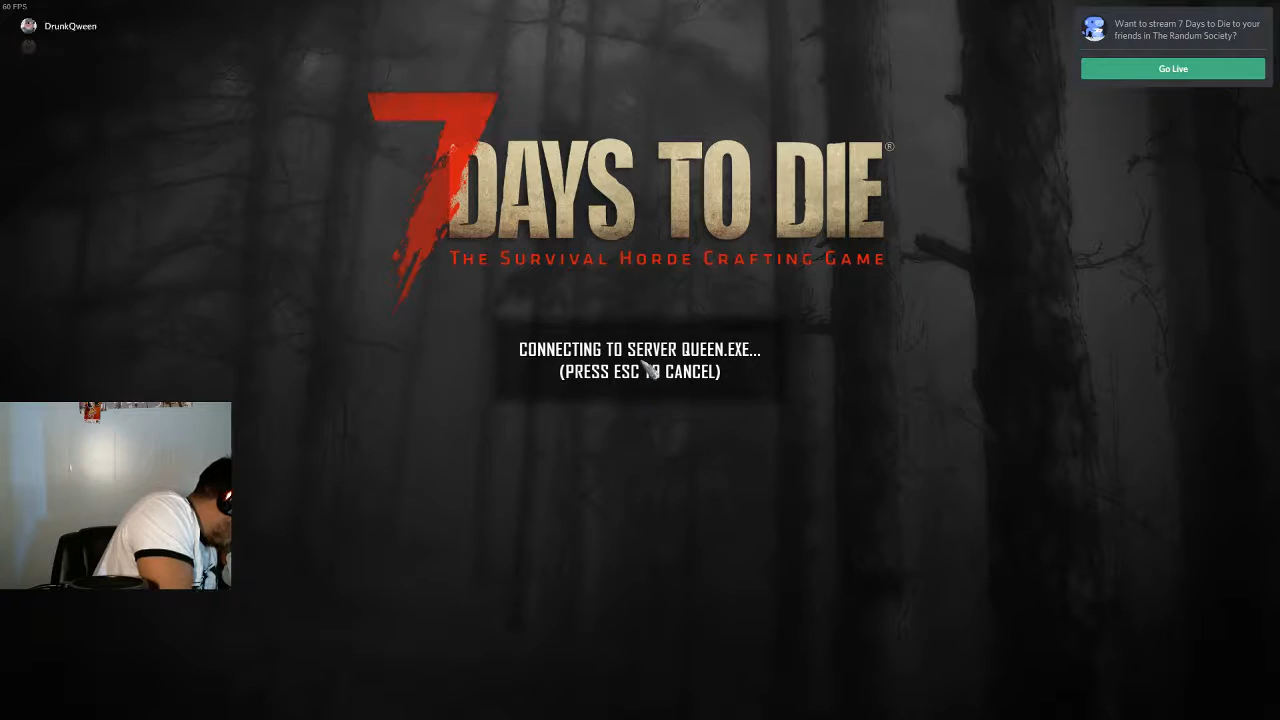 60 FPS
DrunkQween
Want to stream 7 Days to Die to your
friends in The Randum Society?
Go Live
7 DAYS TO DIE®
THE SURVIVAL HORDE CRAFTING GAME
CONNECTING TO SERVER QUEEN.EXE...
(PRESS ESC TO CANCEL)